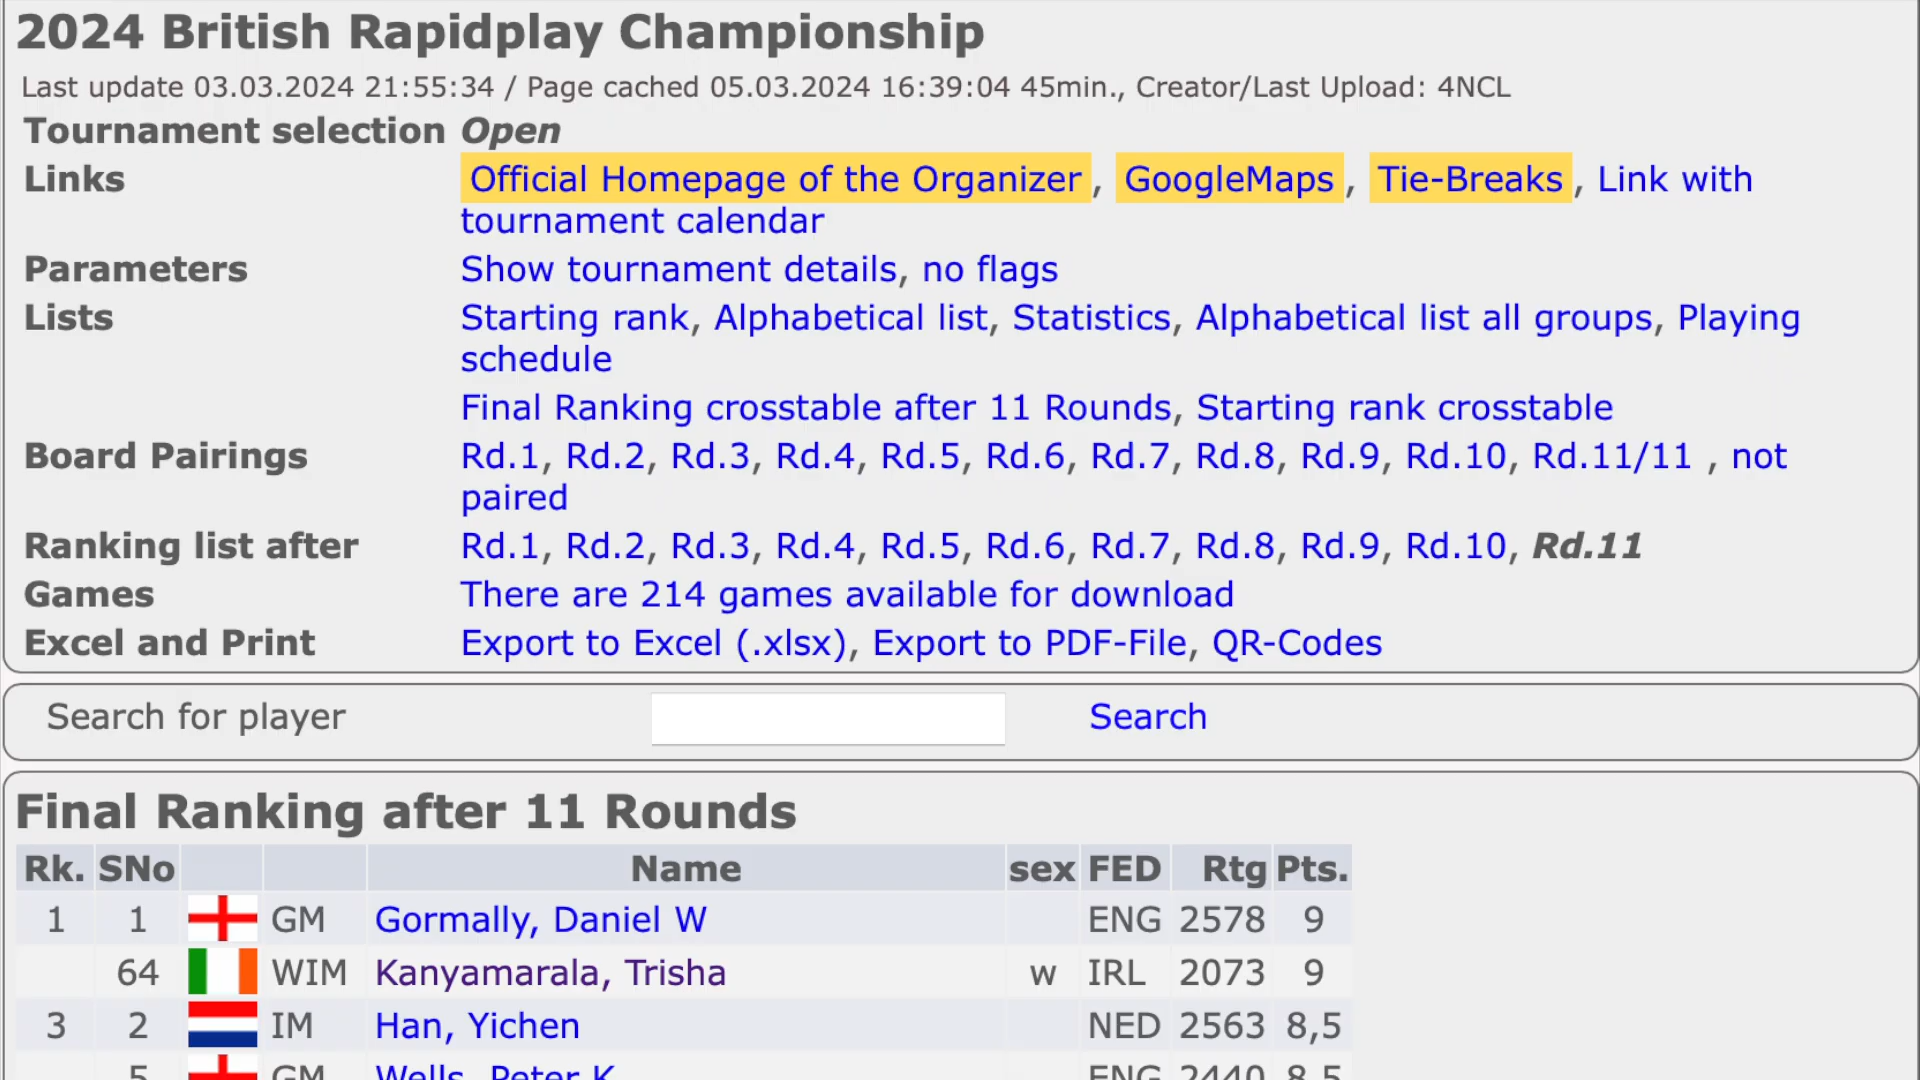 2024 British Rapidplay Championship
Last update 03.03.2024 21:55:34 / Page cached 05.03.2024 16:39:04 45min., Creator/Last Upload: 4NCL
Tournament selection Open
Links Official Homepage of the Organizer, GoogleMaps, Tie-Breaks, Link with
tournament calendar
Parameters Show tournament details, no flags
Lists Starting rank, Alphabetical list, Statistics, Alphabetical list all groups, Playing
schedule
Final Ranking crosstable after 11 Rounds, Starting rank crosstable
Board Pairings Rd.1, Rd.2, Rd.3, Rd.4, Rd.5, Rd.6, Rd.7, Rd.8, Rd.9, Rd.10, Rd.11/11 , not
paired
Ranking list after Rd.1, Rd.2, Rd.3, Rd.4, Rd.5, Rd.6, Rd.7, Rd.8, Rd.9, Rd.10, Rd.11
Games There are 214 games available for download
Excel and Print Export to Excel (.xlsx), Export to PDF-File, QR-Codes
Search for player Search
Final Ranking after 11 Rounds
Rk. SNo Name sex FED Rtg Pts.
1 1 GM Gormally, Daniel W ENG 2578 9
64 WIM Kanyamarala, Trisha w IRL 2073 9
3 2 IM Han, Yichen NED 2563 8,5
5 GM Wells, Peter K ENG 2440 8,5